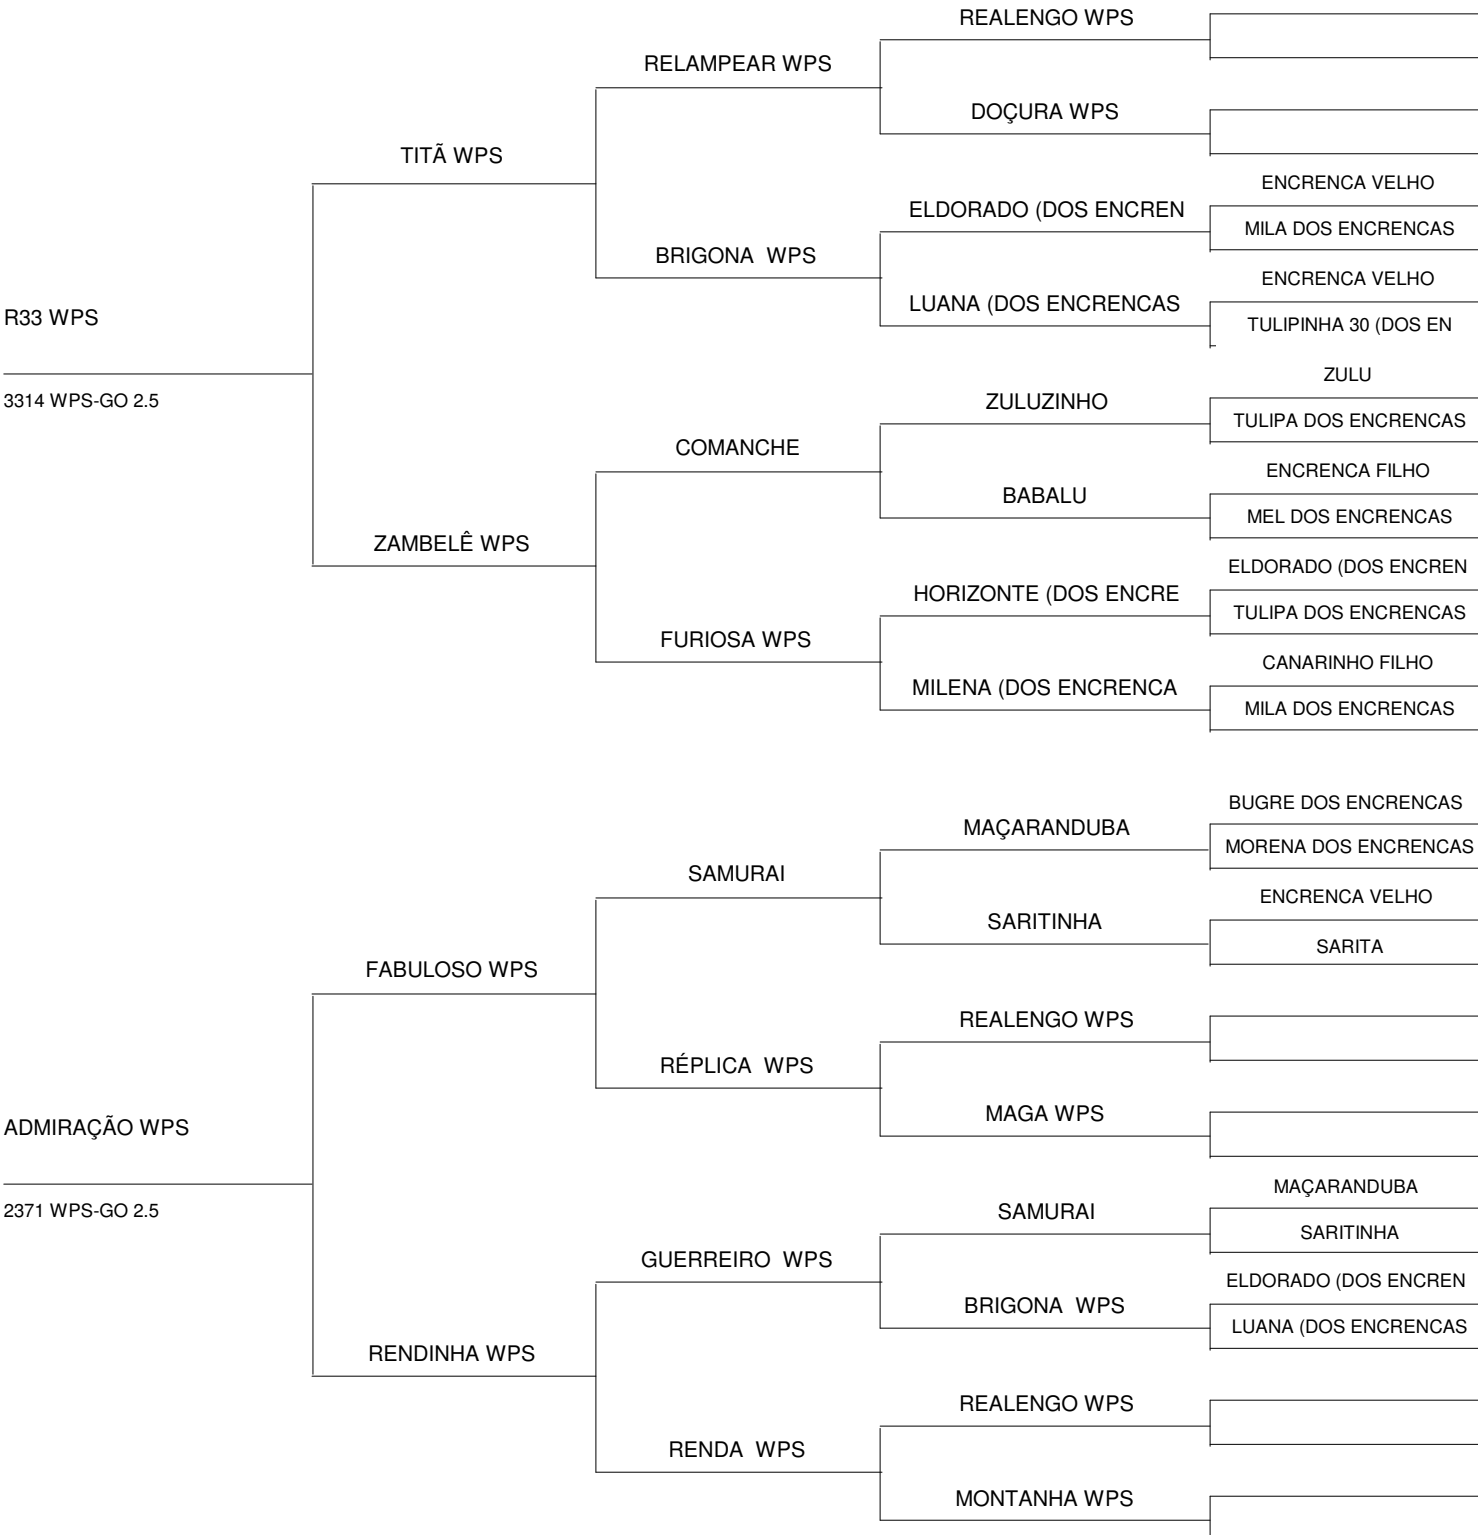 REALENGO WPS
RELAMPEAR WPS
DOÇURA WPS
TITÃ WPS
ENCRENCA VELHO
ELDORADO (DOS ENCREN
MILA DOS ENCRENCAS
BRIGONA  WPS
ENCRENCA VELHO
LUANA (DOS ENCRENCAS
R33 WPS
TULIPINHA 30 (DOS EN
ZULU
3314 WPS-GO 2.5
ZULUZINHO
TULIPA DOS ENCRENCAS
COMANCHE
ENCRENCA FILHO
BABALU
MEL DOS ENCRENCAS
ZAMBELÊ WPS
ELDORADO (DOS ENCREN
HORIZONTE (DOS ENCRE
TULIPA DOS ENCRENCAS
FURIOSA WPS
CANARINHO FILHO
MILENA (DOS ENCRENCA
MILA DOS ENCRENCAS
BUGRE DOS ENCRENCAS
MAÇARANDUBA
MORENA DOS ENCRENCAS
SAMURAI
ENCRENCA VELHO
SARITINHA
SARITA
FABULOSO WPS
REALENGO WPS
RÉPLICA  WPS
MAGA WPS
ADMIRAÇÃO WPS
MAÇARANDUBA
2371 WPS-GO 2.5
SAMURAI
SARITINHA
GUERREIRO  WPS
ELDORADO (DOS ENCREN
BRIGONA  WPS
LUANA (DOS ENCRENCAS
RENDINHA WPS
REALENGO WPS
RENDA  WPS
MONTANHA WPS